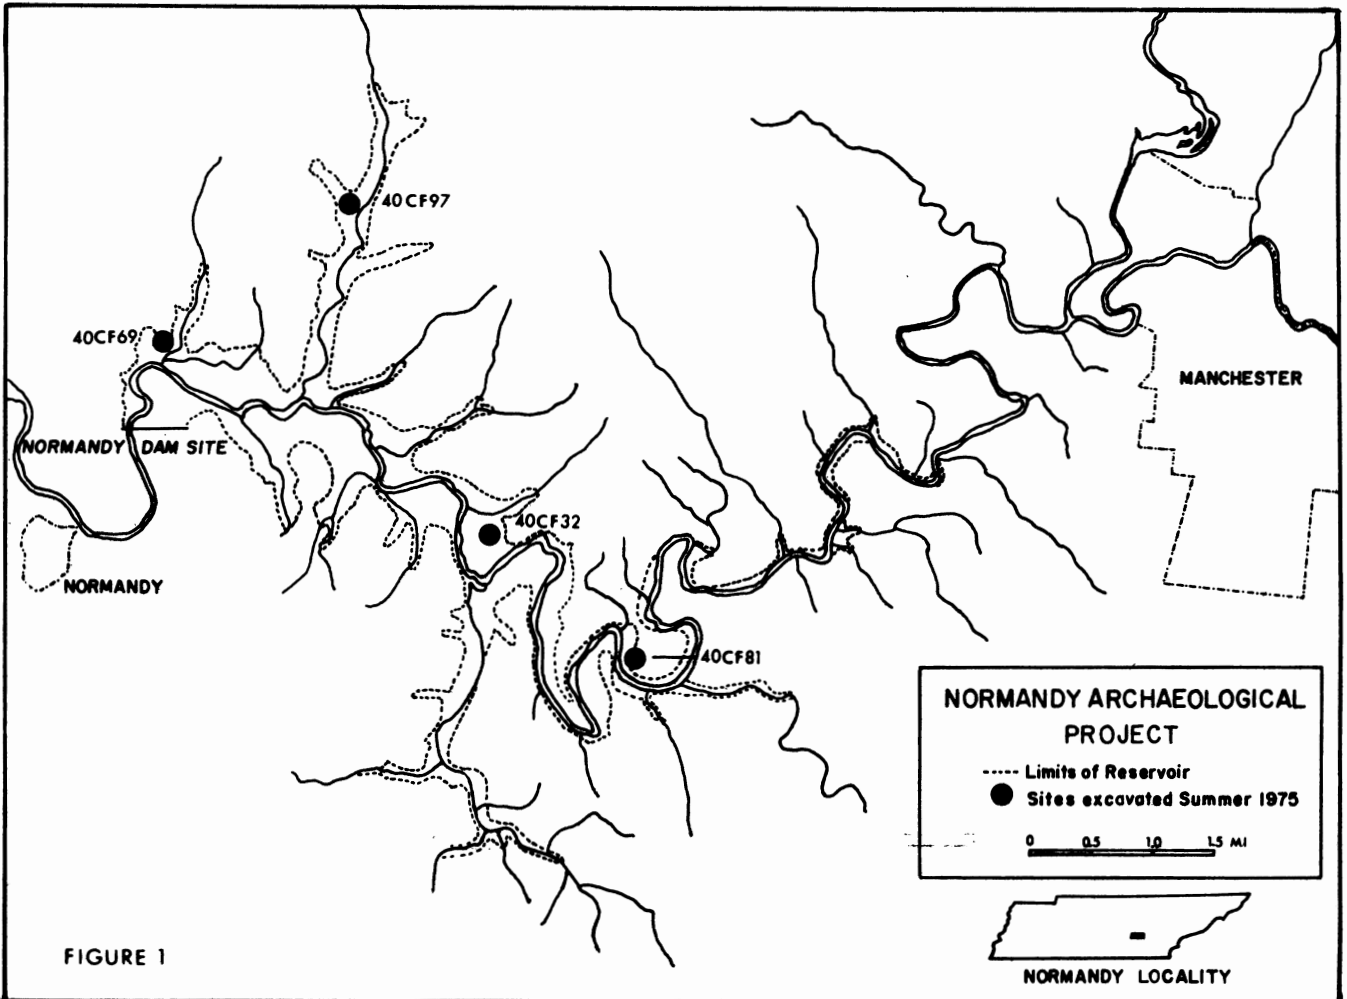 40CF97
40CF69
MANCHESTER
NORMANDY DAM SITE
40CF32
NORMANDY
40CF81
NORMANDY ARCHAEOLOGICAL
PROJECT
Limits of Reservoir
Sites excavated Summer 1975
0 0.5 1.0 1.5 MI
FIGURE 1
NORMANDY LOCALITY